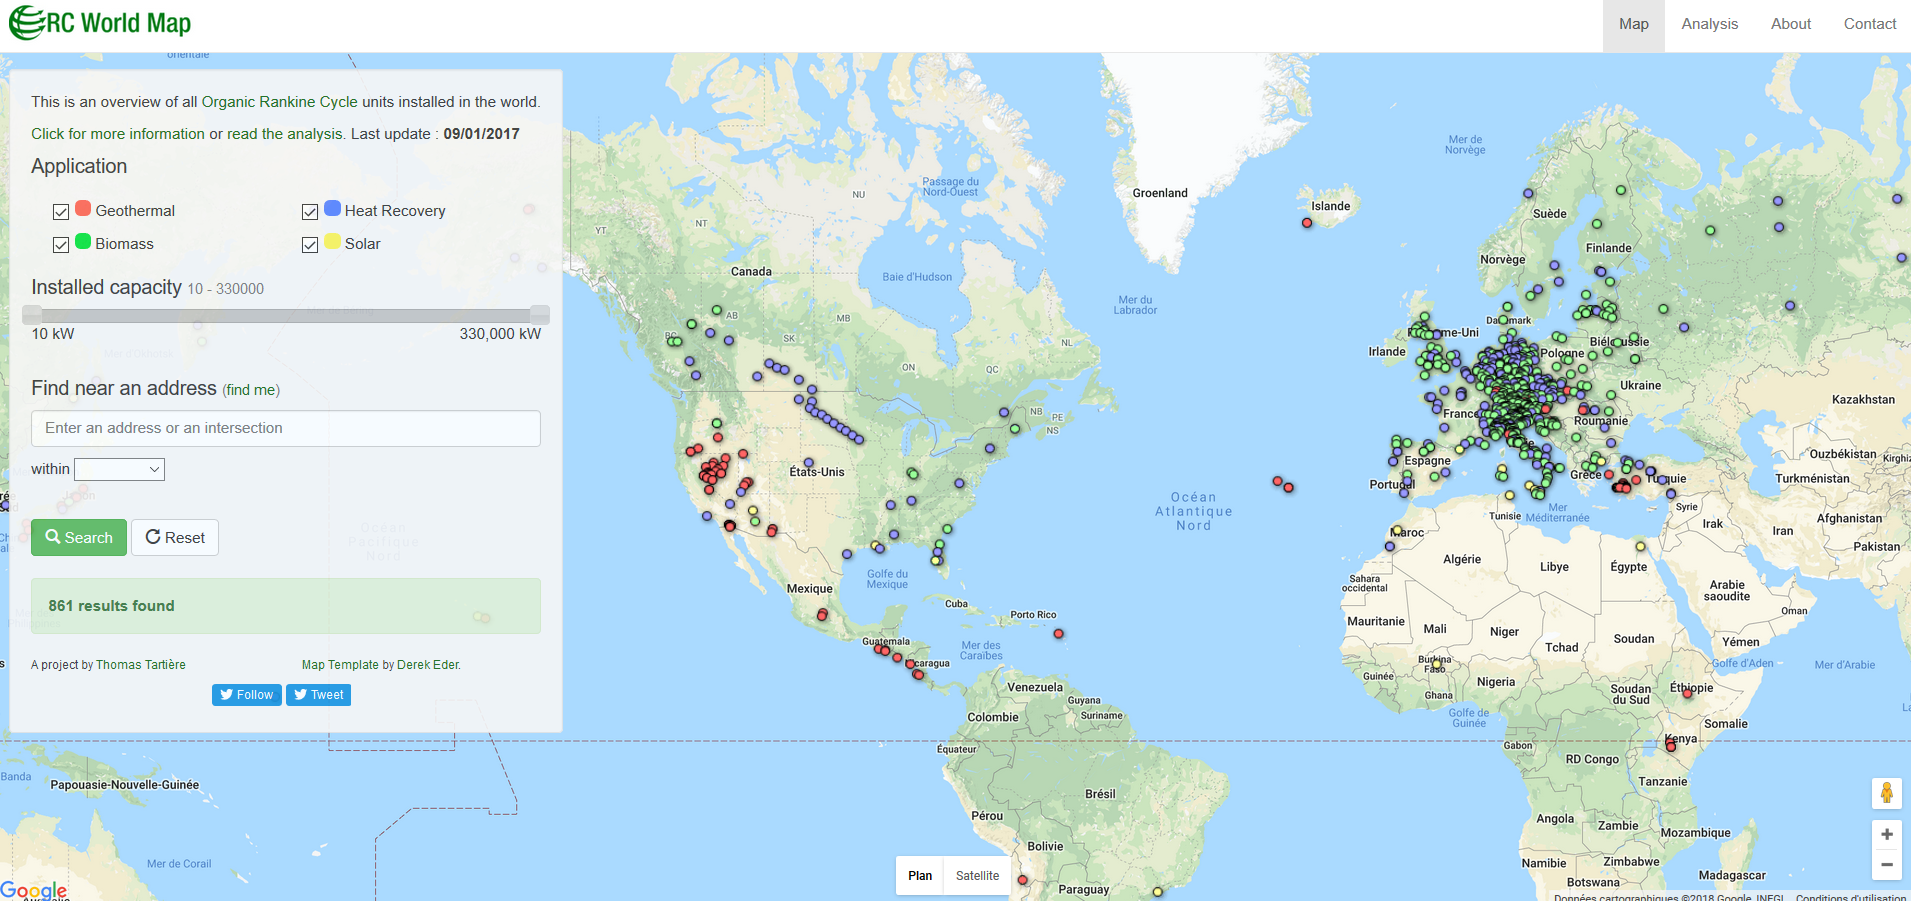 RC World Map
Map
Analysis
About
Contact
This is an overview of all Organic Rankine Cycle units installed in the world.
Click for more information or read the analysis. Last update : 09/01/2017
Application
Geothermal
Heat Recovery
Biomass
Solar
Installed capacity 10 - 330000
10 kW
330,000 kW
Find near an address (find me)
Enter an address or an intersection
within
Search
Reset
861 results found
A project by Thomas Tartière
Map Template by Derek Eder.
Follow
Tweet
orientale
Mer d'Okhotsk
Océan
Pacifique
Nord
Passage du
Nord-Ouest
NU
NT
YT
Canada
Baie d'Hudson
BC
AB
SK
MB
ON
QC
NL
NB
PE
NS
Mer du
Labrador
Groenland
Islande
Mer de
Norvège
Suède
Finlande
Norvège
Danemark
Irlande
Pologne
Biélorussie
Ukraine
France
Roumanie
Espagne
Portugal
Grèce
Turquie
Kazakhstan
Ouzbékistan
Kirghiz
Turkménistan
Syrie
Irak
Iran
Afghanistan
Pakistan
Tunisie
Mer
Méditerranée
Maroc
Algérie
Libye
Égypte
Arabie
saoudite
Oman
Yémen
Golfe d'Aden
Mer d'Arabie
Sahara
occidental
Mauritanie
Mali
Niger
Tchad
Soudan
Burkina
Faso
Guinée
Ghana
Nigeria
Soudan
du Sud
Éthiopie
Somalie
Golfe de
Guinée
Gabon
Kenya
RD Congo
Tanzanie
Angola
Zambie
Mozambique
Namibie
Zimbabwe
Botswana
Madagascar
États-Unis
Océan
Atlantique
Nord
Golfe du
Mexique
Mexique
Cuba
Porto Rico
Guatemala
Mer des
Caraïbes
Venezuela
Guyana
Suriname
Colombie
Équateur
Brésil
Pérou
Bolivie
Paraguay
Banda
Papouasie-Nouvelle-Guinée
Mer de Corail
Google
Plan
Satellite
Données cartographiques ©2018 Google, INEGI
Conditions d'utilisation